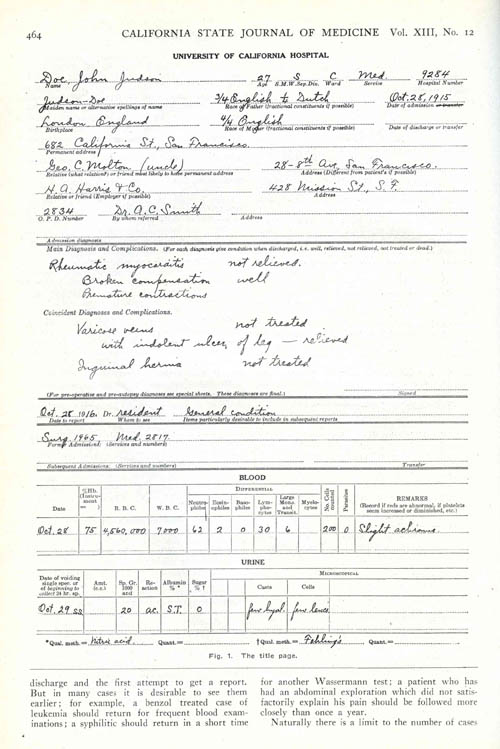 464 CALIFORNIA STATE JOURNAL OF MEDICINE Vol. XIII, No. 12
UNIVERSITY OF CALIFORNIA HOSPITAL
Doe, John Judson 27 S C Med. 9284
Name Age S.M.W.Sep.Div. Ward Service Hospital Number
Judson-Doe 3/4 English ¼ Dutch Oct. 28, 1915
Maiden name or alternative spellings of name Race of Father (fractional constituents if possible) Date of admission or transfer
London England 4/4 English
Birthplace Race of Mother (fractional constituents if possible) Date of discharge or transfer
682 California St., San Francisco.
Permanent address
Geo. C. Molton (uncle) 28-8th Ave, San Francisco.
Relative (what relation) or friend most likely to know permanent address Address (Different from patient's if possible)
H. A. Harris & Co. 428 Mission St., S. F.
Relative or friend (Employer if possible) Address
2834 Dr. A. C. Smith
O. P. D. Number By whom referred Address
Admission diagnosis
Main Diagnosis and Complications. (For each diagnosis give condition when discharged, i.e. well, relieved, not relieved, not treated or dead.)
Rheumatic myocarditis not relieved.
Broken compensation well
Premature contractions
Coincident Diagnoses and Complications.
Varicose veins not treated
with indolent ulcer of leg — relieved
Inguinal hernia not treated
(For pre-operative and pre-autopsy diagnoses see special sheets. These diagnoses are final.) Signed
Oct. 28 1916. Dr. resident General condition
Date to report Whom to see Items particularly desirable to include in subsequent reports
Surg. 1965 Med. 2817.
Former Admissions: (Services and numbers)
Subsequent Admissions: (Services and numbers) Transfer
BLOOD
Date %Hb. (Instrument = ) R. B. C. W. B. C. DIFFERENTIAL Neutrophiles Eosinophiles Basophiles Lymphocytes Large Mono. and Transit. Myelocytes No. Cells counted Parasites REMARKS (Record if reds are abnormal, if platelets seem increased or diminished, etc.)
Oct. 28 75 4,560,000 7000 62 2 0 30 6 200 0 Slight achromia.
URINE
Date of voiding single spec. or of beginning to collect 24 hr. sp. Amt. (c.c.) Sp. Gr. 1000 and Reaction Albumin % * Sugar % † MICROSCOPICAL Casts Cells
Oct. 29 SS 20 ac. S.T. 0 few hyal. few leuc.
*Qual. meth. = Nitric acid. Quant. = †Qual. meth. = Fehling's Quant. =
Fig. 1. The title page.
discharge and the first attempt to get a report.
But in many cases it is desirable to see them
earlier; for example, a benzol treated case of
leukemia should return for frequent blood exam-
inations; a syphilitic should return in a short time
for another Wassermann test; a patient who has
had an abdominal exploration which did not satis-
factorily explain his pain should be followed more
closely than once a year.
Naturally there is a limit to the number of cases